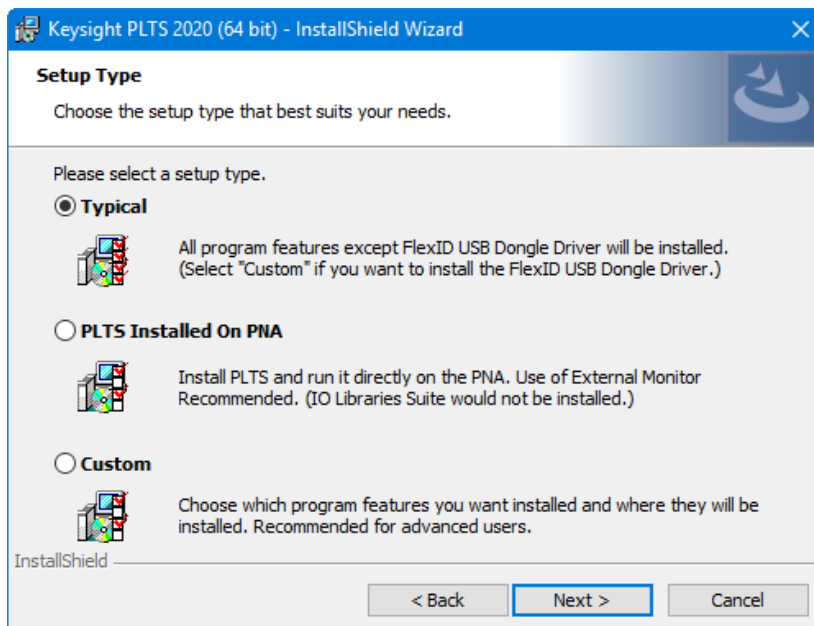 Keysight PLTS 2020 (64 bit) - InstallShield Wizard
Setup Type
Choose the setup type that best suits your needs.
Please select a setup type.
Typical
All program features except FlexID USB Dongle Driver will be installed.
(Select "Custom" if you want to install the FlexID USB Dongle Driver.)
PLTS Installed On PNA
Install PLTS and run it directly on the PNA. Use of External Monitor
Recommended. (IO Libraries Suite would not be installed.)
Custom
Choose which program features you want installed and where they will be
installed. Recommended for advanced users.
InstallShield
< Back
Next >
Cancel